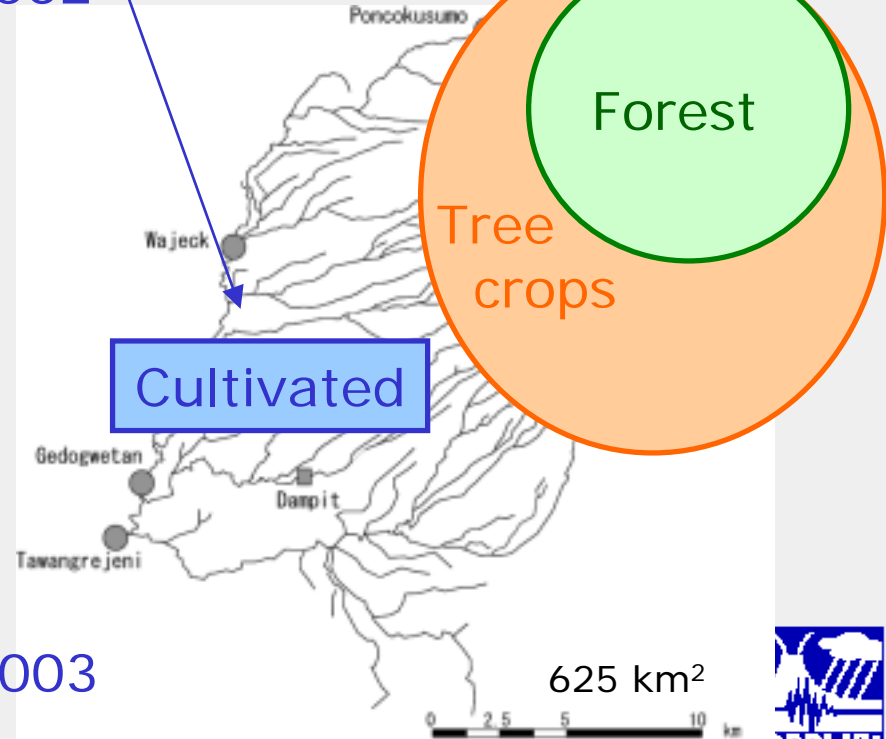 Poncokusumo
Forest
Wajeck
Tree
crops
Cultivated
Gedogwetan
Dampit
Tawangrejeni
003
625 km²
0 2.5 5 10 km